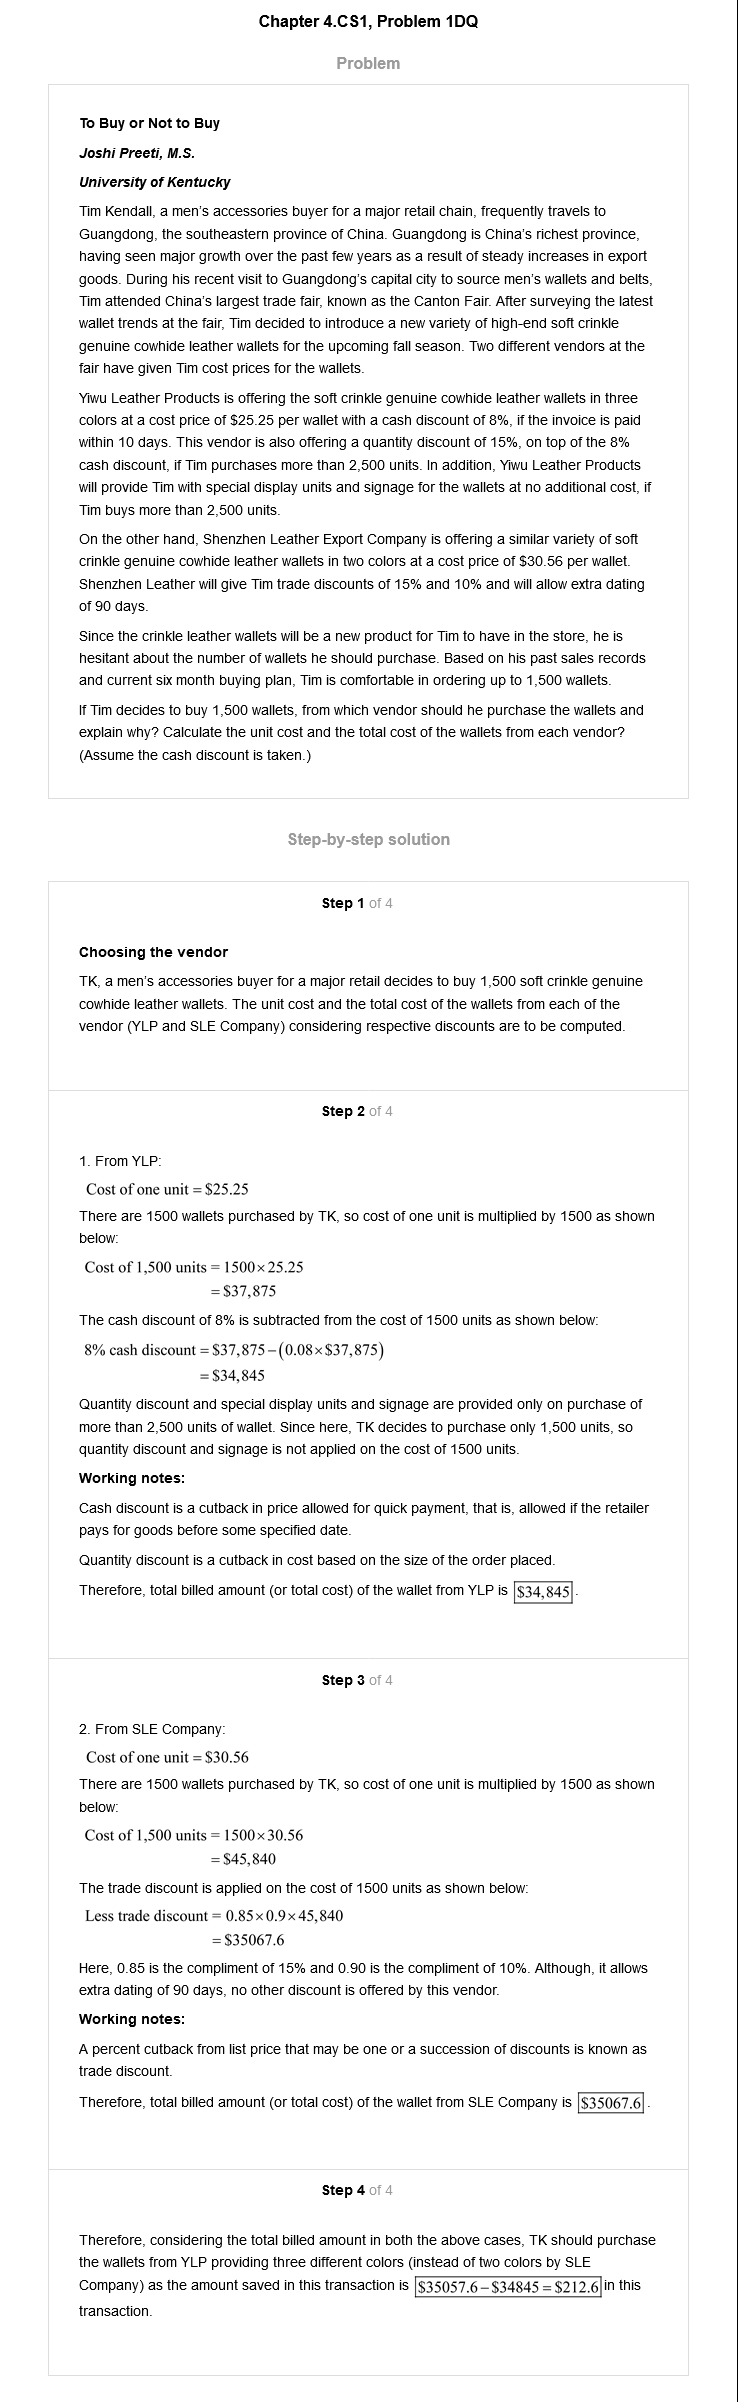 Chapter 4.CS1, Problem 1DQ
Problem
To Buy or Not to Buy
Joshi Preeti, M.S.
University of Kentucky
Tim Kendall, a men's accessories buyer for a major retail chain, frequently travels to
Guangdong, the southeastern province of China. Guangdong is China's richest province,
having seen major growth over the past few years as a result of steady increases in export
goods. During his recent visit to Guangdong's capital city to source men's wallets and belts,
Tim attended China's largest trade fair, known as the Canton Fair. After surveying the latest
wallet trends at the fair, Tim decided to introduce a new variety of high-end soft crinkle
genuine cowhide leather wallets for the upcoming fall season. Two different vendors at the
fair have given Tim cost prices for the wallets.
Yiwu Leather Products is offering the soft crinkle genuine cowhide leather wallets in three
colors at a cost price of $25.25 per wallet with a cash discount of 8%, if the invoice is paid
within 10 days. This vendor is also offering a quantity discount of 15%, on top of the 8%
cash discount, if Tim purchases more than 2,500 units. In addition, Yiwu Leather Products
will provide Tim with special display units and signage for the wallets at no additional cost, if
Tim buys more than 2,500 units.
On the other hand, Shenzhen Leather Export Company is offering a similar variety of soft
crinkle genuine cowhide leather wallets in two colors at a cost price of $30.56 per wallet.
Shenzhen Leather will give Tim trade discounts of 15% and 10% and will allow extra dating
of 90 days.
Since the crinkle leather wallets will be a new product for Tim to have in the store, he is
hesitant about the number of wallets he should purchase. Based on his past sales records
and current six month buying plan, Tim is comfortable in ordering up to 1,500 wallets.
If Tim decides to buy 1,500 wallets, from which vendor should he purchase the wallets and
explain why? Calculate the unit cost and the total cost of the wallets from each vendor?
(Assume the cash discount is taken.)
Step-by-step solution
Step 1 of 4
Choosing the vendor
TK, a men's accessories buyer for a major retail decides to buy 1,500 soft crinkle genuine
cowhide leather wallets. The unit cost and the total cost of the wallets from each of the
vendor (YLP and SLE Company) considering respective discounts are to be computed.
Step 2 of 4
1. From YLP:
Cost of one unit = $25.25
There are 1500 wallets purchased by TK, so cost of one unit is multiplied by 1500 as shown
below:
Cost of 1,500 units = 1500 × 25.25
= $37,875
The cash discount of 8% is subtracted from the cost of 1500 units as shown below:
8% cash discount = $37,875 − (0.08 × $37,875)
= $34,845
Quantity discount and special display units and signage are provided only on purchase of
more than 2,500 units of wallet. Since here, TK decides to purchase only 1,500 units, so
quantity discount and signage is not applied on the cost of 1500 units.
Working notes:
Cash discount is a cutback in price allowed for quick payment, that is, allowed if the retailer
pays for goods before some specified date.
Quantity discount is a cutback in cost based on the size of the order placed.
Therefore, total billed amount (or total cost) of the wallet from YLP is $34,845.
Step 3 of 4
2. From SLE Company:
Cost of one unit = $30.56
There are 1500 wallets purchased by TK, so cost of one unit is multiplied by 1500 as shown
below:
Cost of 1,500 units = 1500 × 30.56
= $45,840
The trade discount is applied on the cost of 1500 units as shown below:
Less trade discount = 0.85 × 0.9 × 45,840
= $35067.6
Here, 0.85 is the compliment of 15% and 0.90 is the compliment of 10%. Although, it allows
extra dating of 90 days, no other discount is offered by this vendor.
Working notes:
A percent cutback from list price that may be one or a succession of discounts is known as
trade discount.
Therefore, total billed amount (or total cost) of the wallet from SLE Company is $35067.6.
Step 4 of 4
Therefore, considering the total billed amount in both the above cases, TK should purchase
the wallets from YLP providing three different colors (instead of two colors by SLE
Company) as the amount saved in this transaction is $35057.6 − $34845 = $212.6 in this
transaction.